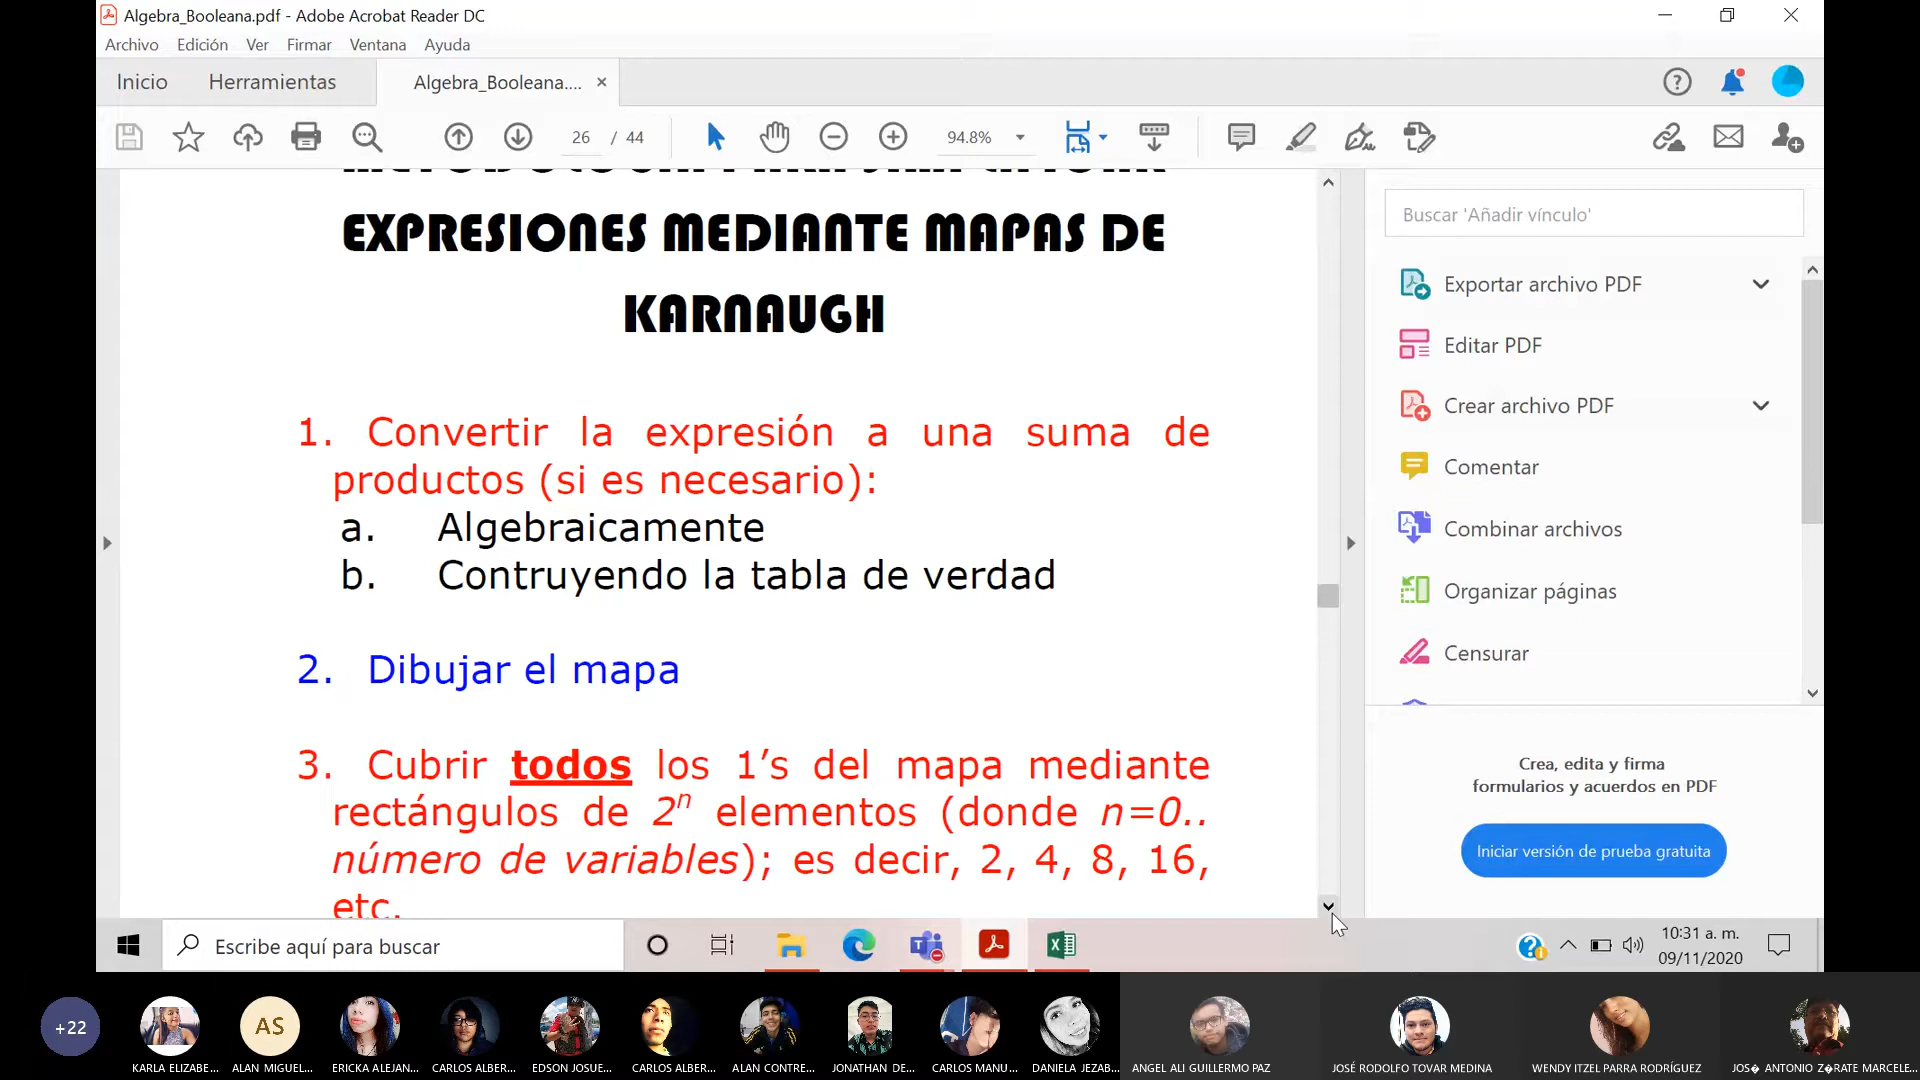 Algebra_Booleana.pdf - Adobe Acrobat Reader DC
Archivo Edición Ver Firmar Ventana Ayuda
Inicio Herramientas Algebra_Booleana....
26 / 44 94.8%
EXPRESIONES MEDIANTE MAPAS DE
KARNAUGH
1. Convertir la expresión a una suma de
productos (si es necesario):
a. Algebraicamente
b. Contruyendo la tabla de verdad
2. Dibujar el mapa
3. Cubrir todos los 1's del mapa mediante
rectángulos de 2ⁿ elementos (donde n=0..
número de variables); es decir, 2, 4, 8, 16,
etc.
Buscar 'Añadir vínculo'
Exportar archivo PDF
Editar PDF
Crear archivo PDF
Comentar
Combinar archivos
Organizar páginas
Censurar
Crea, edita y firma
formularios y acuerdos en PDF
Iniciar versión de prueba gratuita
Escribe aquí para buscar
10:31 a. m.
09/11/2020
+22
AS
KARLA ELIZABE... ALAN MIGUEL... ERICKA ALEJAN... CARLOS ALBER... EDSON JOSUE... CARLOS ALBER... ALAN CONTRE... JONATHAN DE... CARLOS MANU... DANIELA JEZAB... ANGEL ALI GUILLERMO PAZ JOSÉ RODOLFO TOVAR MEDINA WENDY ITZEL PARRA RODRÍGUEZ JOS� ANTONIO Z�RATE MARCELE...